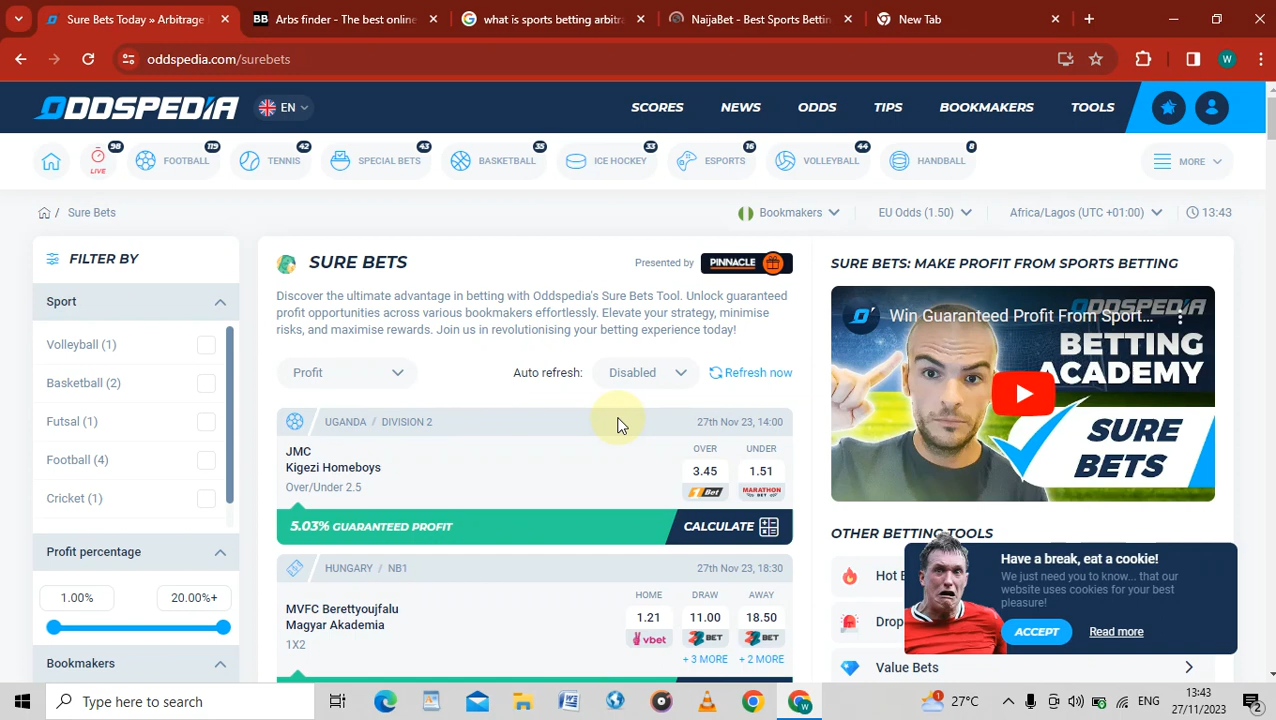 Sure Bets Today » Arbitrage
Arbs finder - The best online
what is sports betting arbitra
NaijaBet - Best Sports Bettin
New Tab
oddspedia.com/surebets
W
ODDSPEDIA
EN
SCORES
NEWS
ODDS
TIPS
BOOKMAKERS
TOOLS
98
LIVE
119
FOOTBALL
42
TENNIS
43
SPECIAL BETS
35
BASKETBALL
33
ICE HOCKEY
16
ESPORTS
44
VOLLEYBALL
8
HANDBALL
MORE
/ Sure Bets
Bookmakers
EU Odds (1.50)
Africa/Lagos (UTC +01:00)
13:43
FILTER BY
Sport
Volleyball (1)
Basketball (2)
Futsal (1)
Football (4)
Cricket (1)
Profit percentage
1.00%
20.00%+
Bookmakers
SURE BETS
Presented by
PINNACLE
Discover the ultimate advantage in betting with Oddspedia's Sure Bets Tool. Unlock guaranteed
profit opportunities across various bookmakers effortlessly. Elevate your strategy, minimise
risks, and maximise rewards. Join us in revolutionising your betting experience today!
Profit
Auto refresh:
Disabled
Refresh now
UGANDA / DIVISION 2
27th Nov 23, 14:00
JMC
Kigezi Homeboys
Over/Under 2.5
OVER
UNDER
3.45
1.51
1Bet
MARATHON
BET
5.03% GUARANTEED PROFIT
CALCULATE
HUNGARY / NB1
27th Nov 23, 18:30
MVFC Berettyoujfalu
Magyar Akademia
1X2
HOME
DRAW
AWAY
1.21
11.00
18.50
vbet
22BET
22BET
+ 3 MORE
+ 2 MORE
SURE BETS: MAKE PROFIT FROM SPORTS BETTING
ODDSPEDIA
Win Guaranteed Profit From Sport...
BETTING
ACADEMY
SURE
BETS
OTHER BETTING TOOLS
Hot B
Drop
Value Bets
Have a break, eat a cookie!
We just need you to know... that our
website uses cookies for your best
pleasure!
ACCEPT
Read more
Type here to search
1
27°C
ENG
13:43
27/11/2023
2